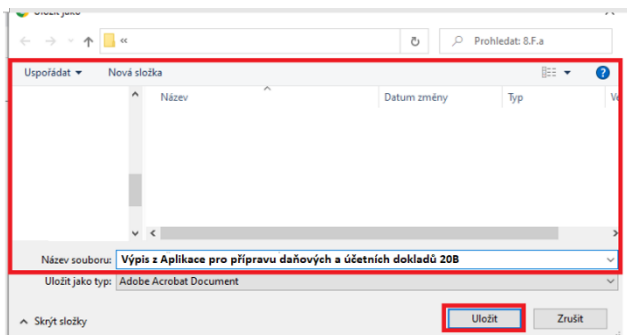 Uložit jako
«
Prohledat: 8.F.a
Uspořádat
Nová složka
?
Název
Datum změny
Typ
Název souboru: Výpis z Aplikace pro přípravu daňových a účetních dokladů 20B
Uložit jako typ: Adobe Acrobat Document
Skrýt složky
Uložit
Zrušit